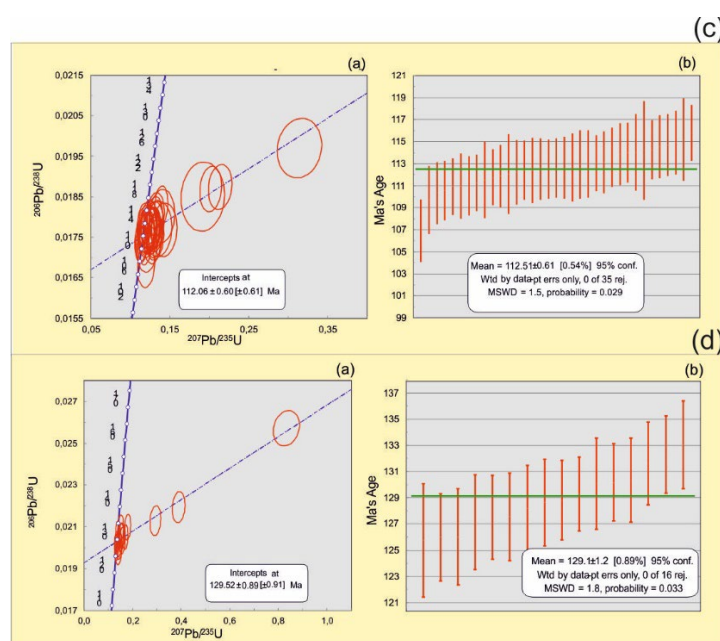 (c)
(a)
0,0215
0,0195
0,0185
0,0175
0,0165
0,0155
206Pb/238U
Intercepts at
112.06±0.60 [±0.61] Ma
0,05
0,15
0,25
0,35
207Pb/235U
(b)
121
119
117
115
113
111
109
107
105
103
101
99
Ma's Age
Mean = 112.51±0.61 [0.54%] 95% conf.
Wtd by data-pt errs only, 0 of 35 rej.
MSWD = 1.5, probability = 0.029
(d)
(a)
0,027
0,025
0,023
0,021
0,019
0,017
206Pb/238U
Intercepts at
129.52±0.89[±0.91] Ma
0,0
0,2
0,4
0,6
0,8
1,0
207Pb/235U
(b)
137
133
129
125
121
Ma's Age
Mean = 129.1±1.2 [0.89%] 95% conf.
Wtd by data-pt errs only, 0 of 16 rej.
MSWD = 1.8, probability = 0.033